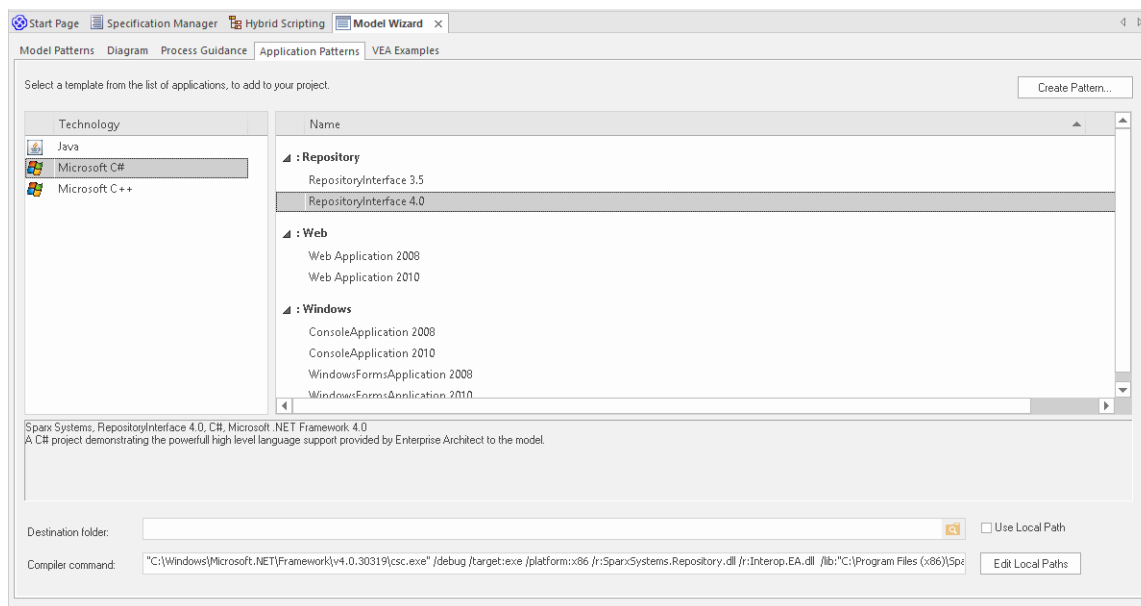 Start Page Specification Manager Hybrid Scripting Model Wizard
Model Patterns Diagram Process Guidance Application Patterns VEA Examples
Select a template from the list of applications, to add to your project.
Create Pattern...
Technology
Java
Microsoft C#
Microsoft C++
Name
: Repository
RepositoryInterface 3.5
RepositoryInterface 4.0
: Web
Web Application 2008
Web Application 2010
: Windows
ConsoleApplication 2008
ConsoleApplication 2010
WindowsFormsApplication 2008
WindowsFormsApplication 2010
Sparx Systems, RepositoryInterface 4.0, C#, Microsoft .NET Framework 4.0
A C# project demonstrating the powerfull high level language support provided by Enterprise Architect to the model.
Destination folder:
Use Local Path
Compiler command:
"C:\Windows\Microsoft.NET\Framework\v4.0.30319\csc.exe" /debug /target:exe /platform:x86 /r:SparxSystems.Repository.dll /r:Interop.EA.dll /lib:"C:\Program Files (x86)\Spa
Edit Local Paths